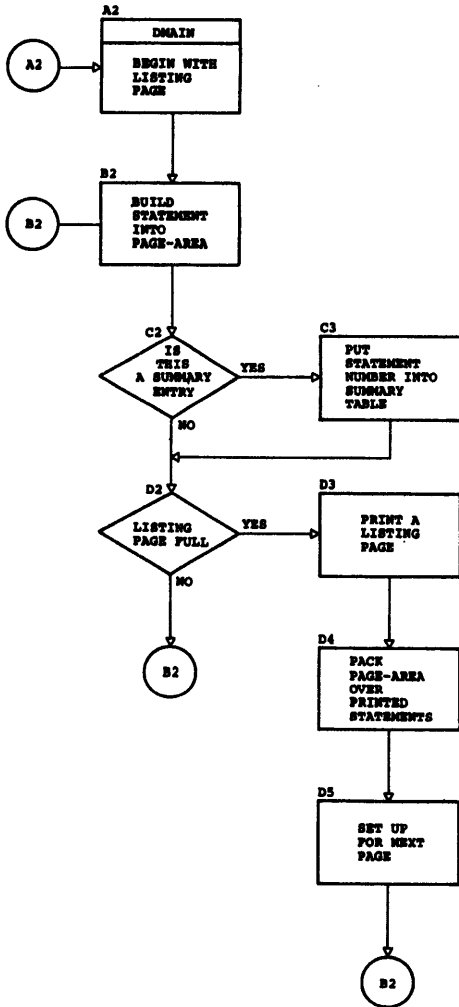 A2
DMAIN
A2
BEGIN WITH
LISTING
PAGE
B2
B2
BUILD
STATEMENT
INTO
PAGE-AREA
C2
IS
THIS
A SUMMARY
ENTRY
YES
NO
C3
PUT
STATEMENT
NUMBER INTO
SUMMARY
TABLE
D2
LISTING
PAGE FULL
YES
NO
D3
PRINT A
LISTING
PAGE
B2
D4
PACK
PAGE-AREA
OVER
PRINTED
STATEMENTS
D5
SET UP
FOR NEXT
PAGE
B2